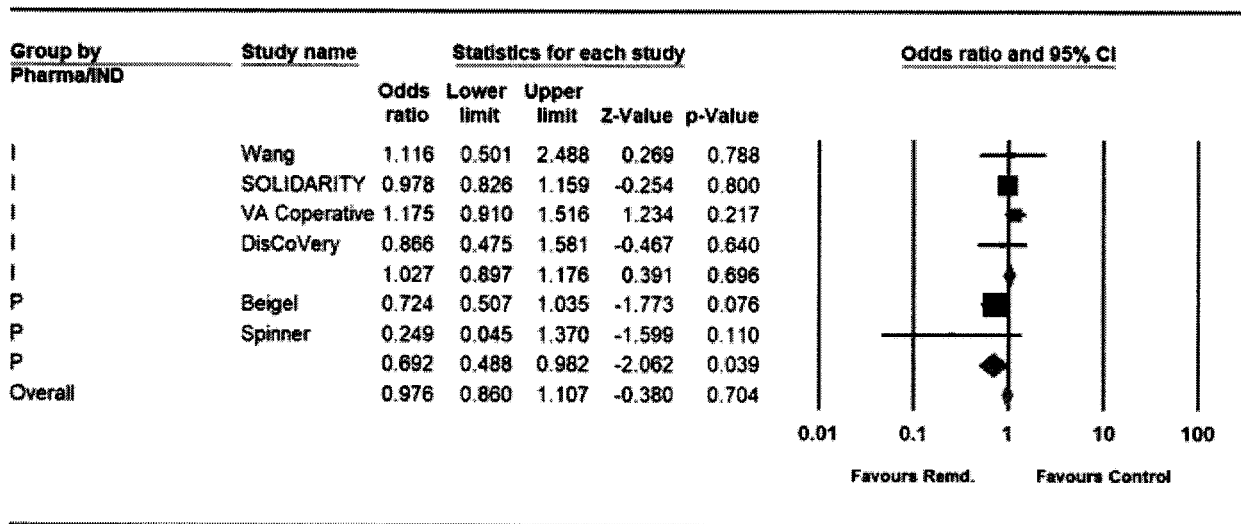 Group by Study name Statistics for each study Odds ratio and 95% CI
Pharma/IND
Odds Lower Upper
ratio limit limit Z-Value p-Value
I Wang 1.116 0.501 2.488 0.269 0.788
I SOLIDARITY 0.978 0.826 1.159 -0.254 0.800
I VA Coperative 1.175 0.910 1.516 1.234 0.217
I DisCoVery 0.866 0.475 1.581 -0.467 0.640
I 1.027 0.897 1.176 0.391 0.696
P Beigel 0.724 0.507 1.035 -1.773 0.076
P Spinner 0.249 0.045 1.370 -1.599 0.110
P 0.692 0.488 0.982 -2.062 0.039
Overall 0.976 0.860 1.107 -0.380 0.704
0.01 0.1 1 10 100
Favours Remd. Favours Control